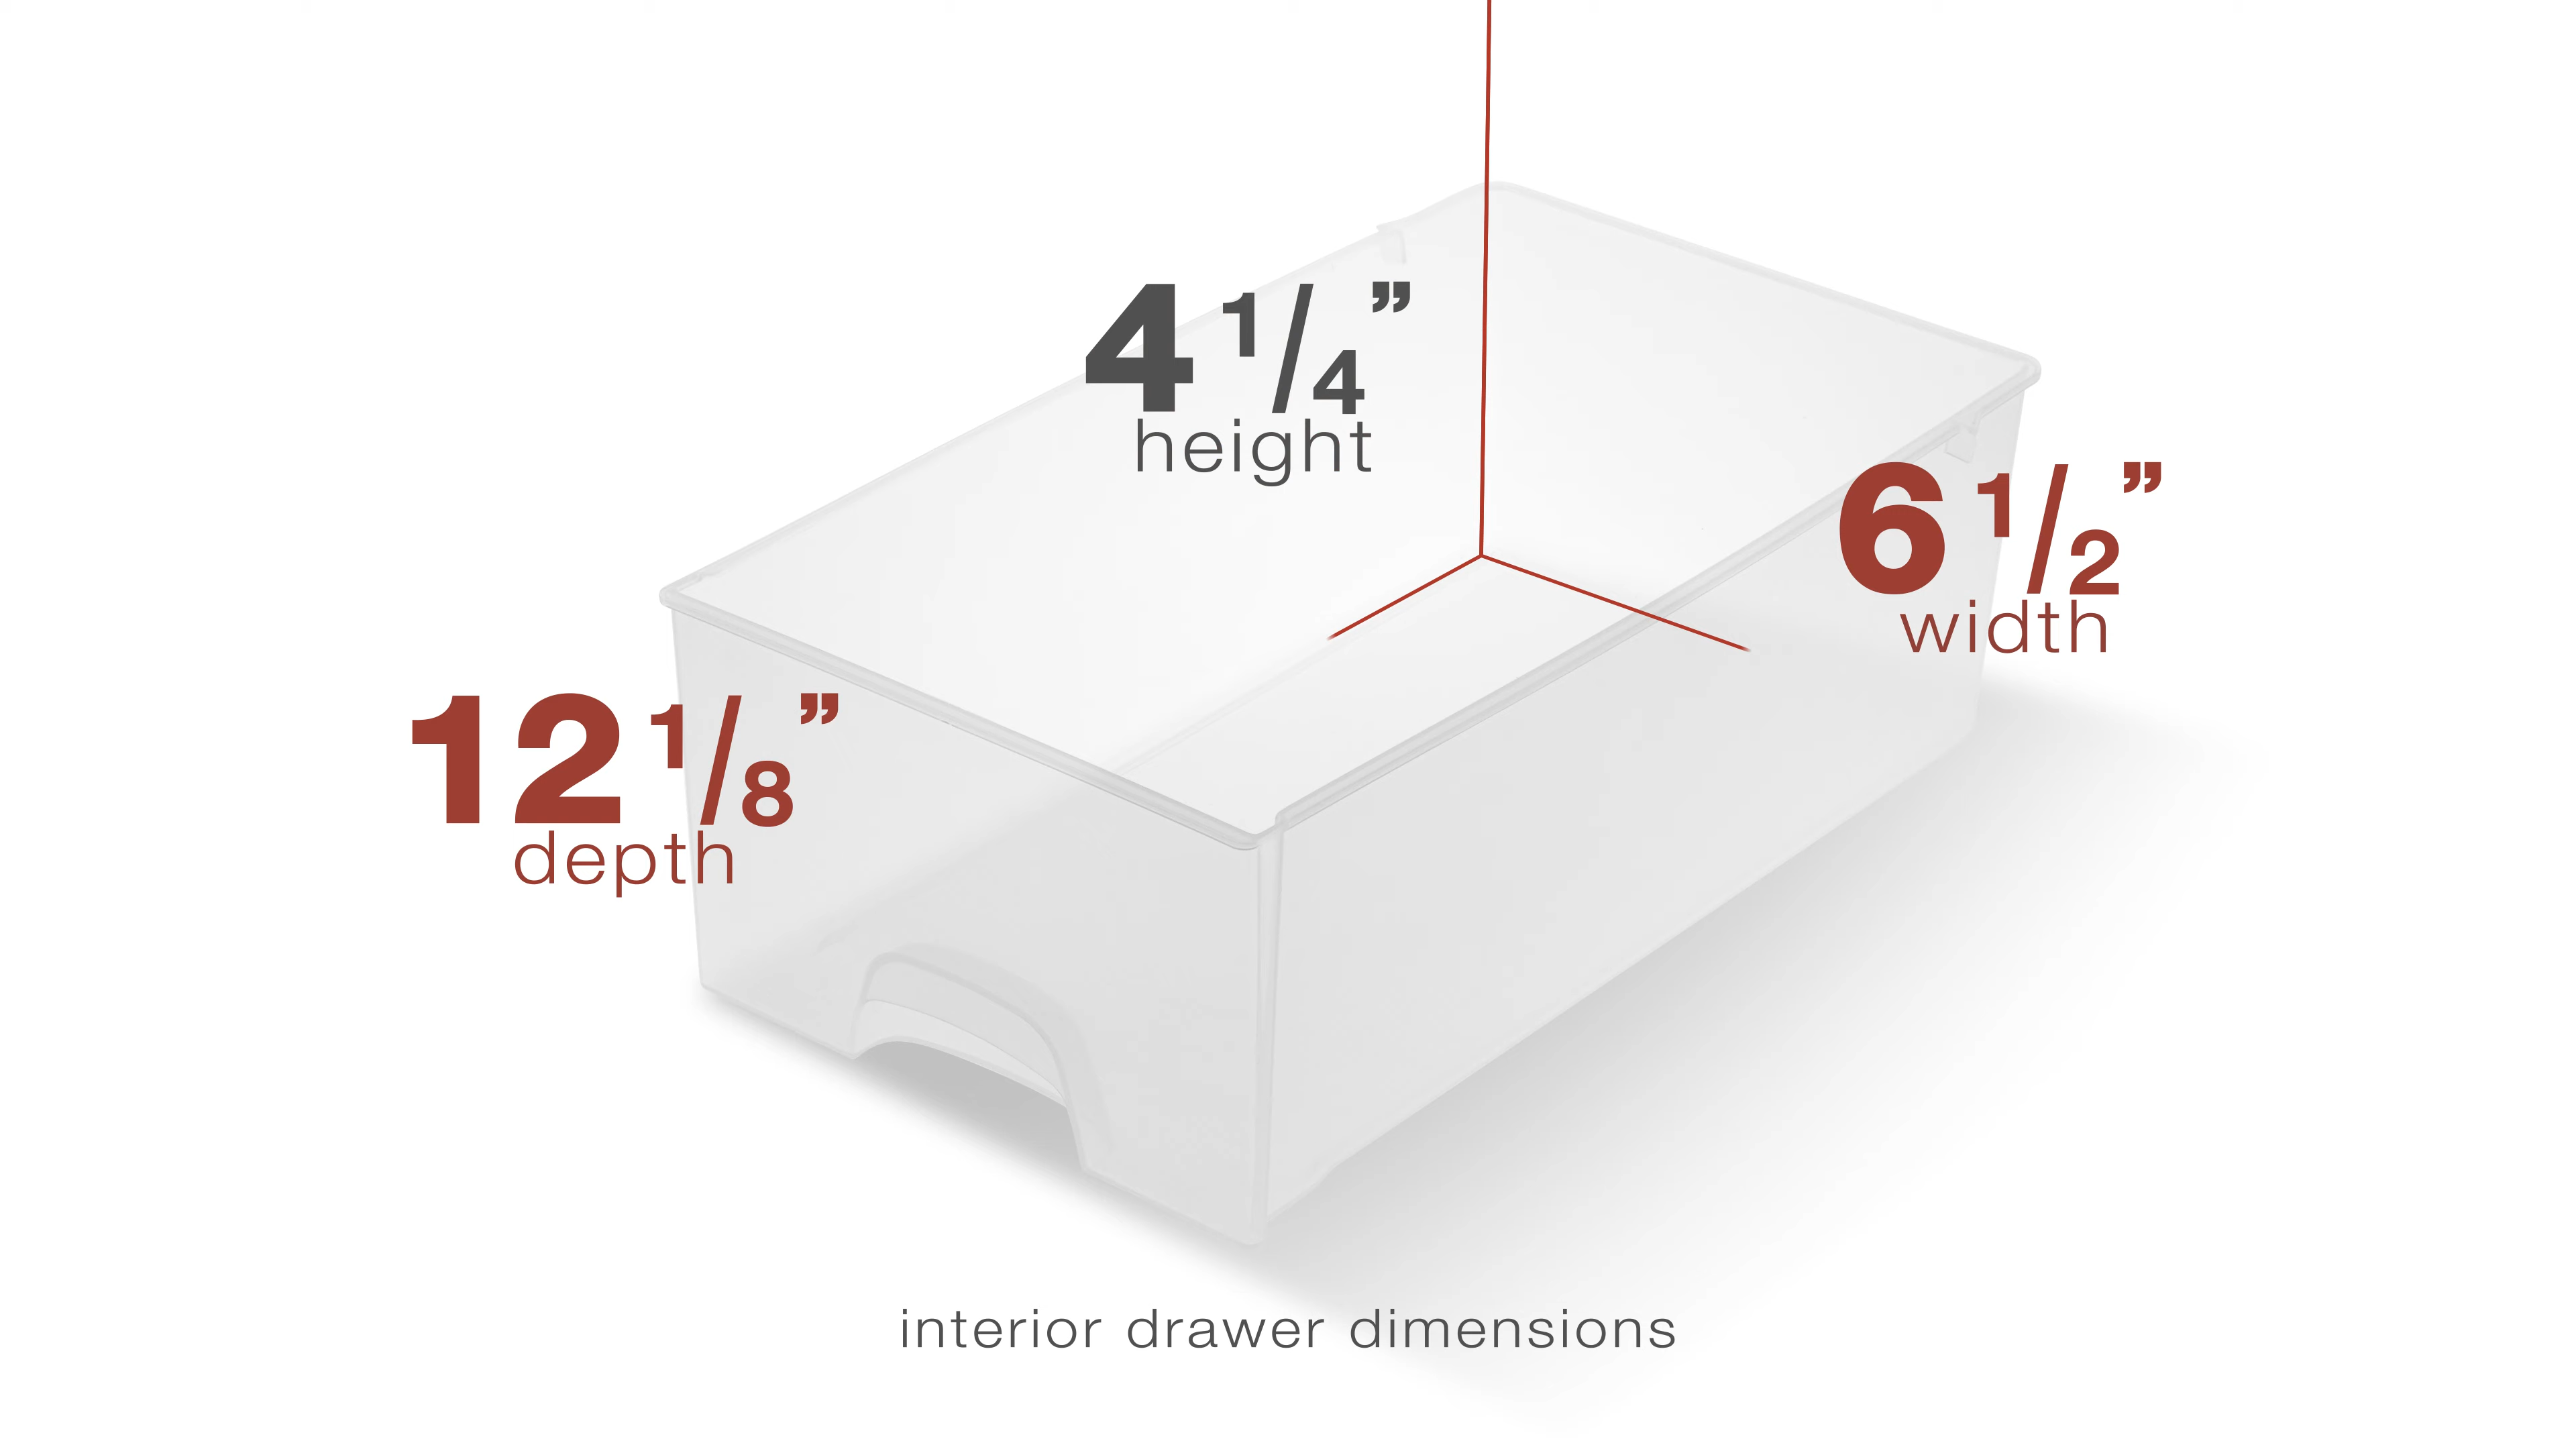 4 1/4”
height
6 1/2”
width
12 1/8”
depth
interior drawer dimensions